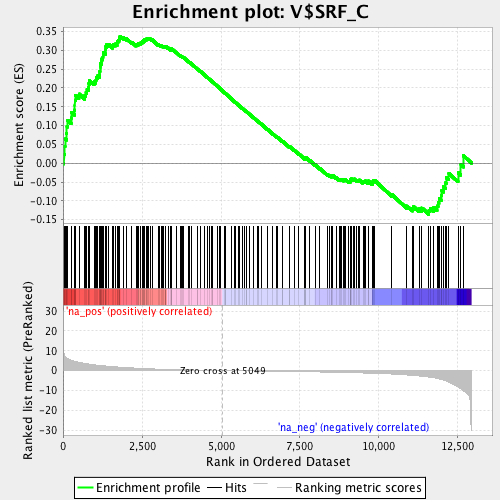 Enrichment plot: V$SRF_C
Enrichment score (ES)
0.35
0.30
0.25
0.20
0.15
0.10
0.05
0.00
-0.05
-0.10
-0.15
Ranked list metric (PreRanked)
30
20
10
0
-10
-20
-30
'na_pos' (positively correlated)
Zero cross at 5049
'na_neg' (negatively correlated)
0
2,500
5,000
7,500
10,000
12,500
Rank in Ordered Dataset
Enrichment profile
Hits
Ranking metric scores